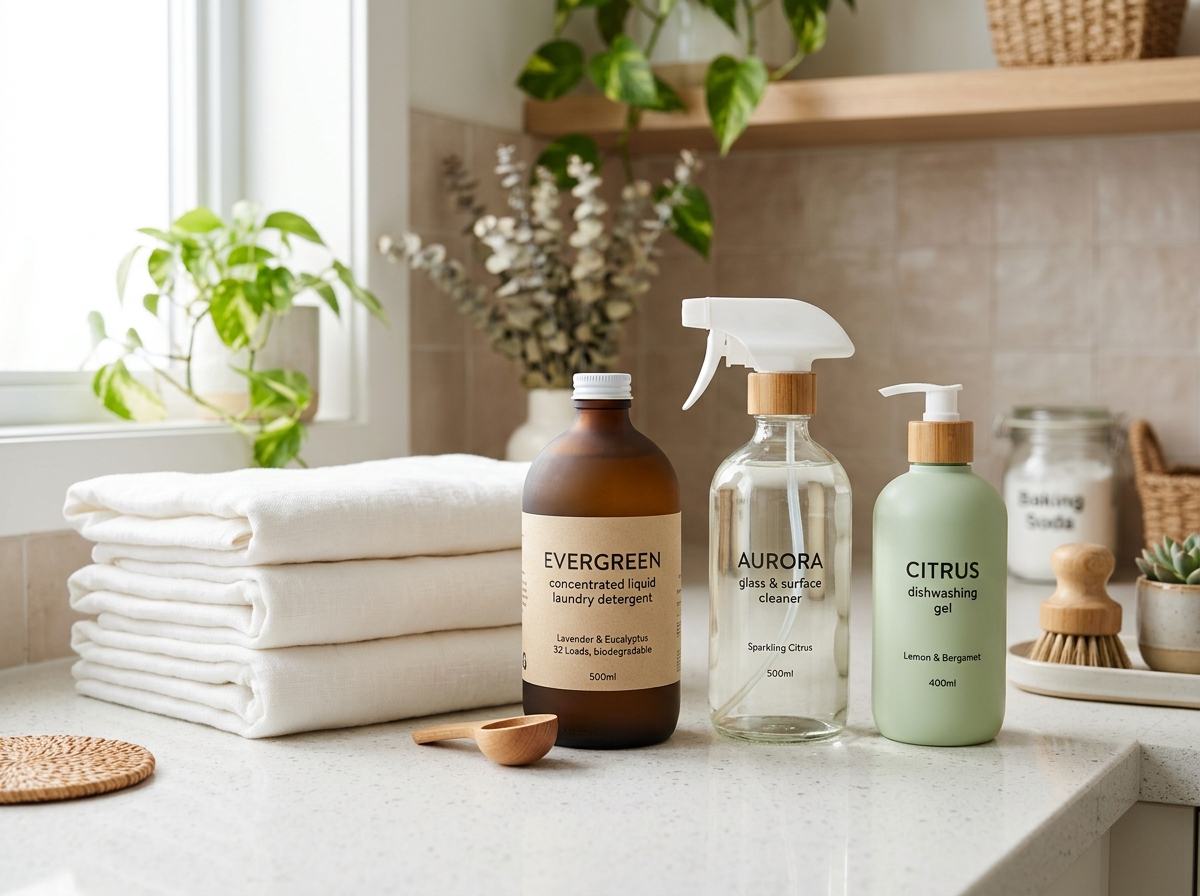 EVERGREEN
concentrated liquid
laundry detergent
Lavender & Eucalyptus
32 Loads, biodegradable
500ml
AURORA
glass & surface
cleaner
Sparkling Citrus
500ml
CITRUS
dishwashing
gel
Lemon & Bergamet
400ml
Baking
Soda